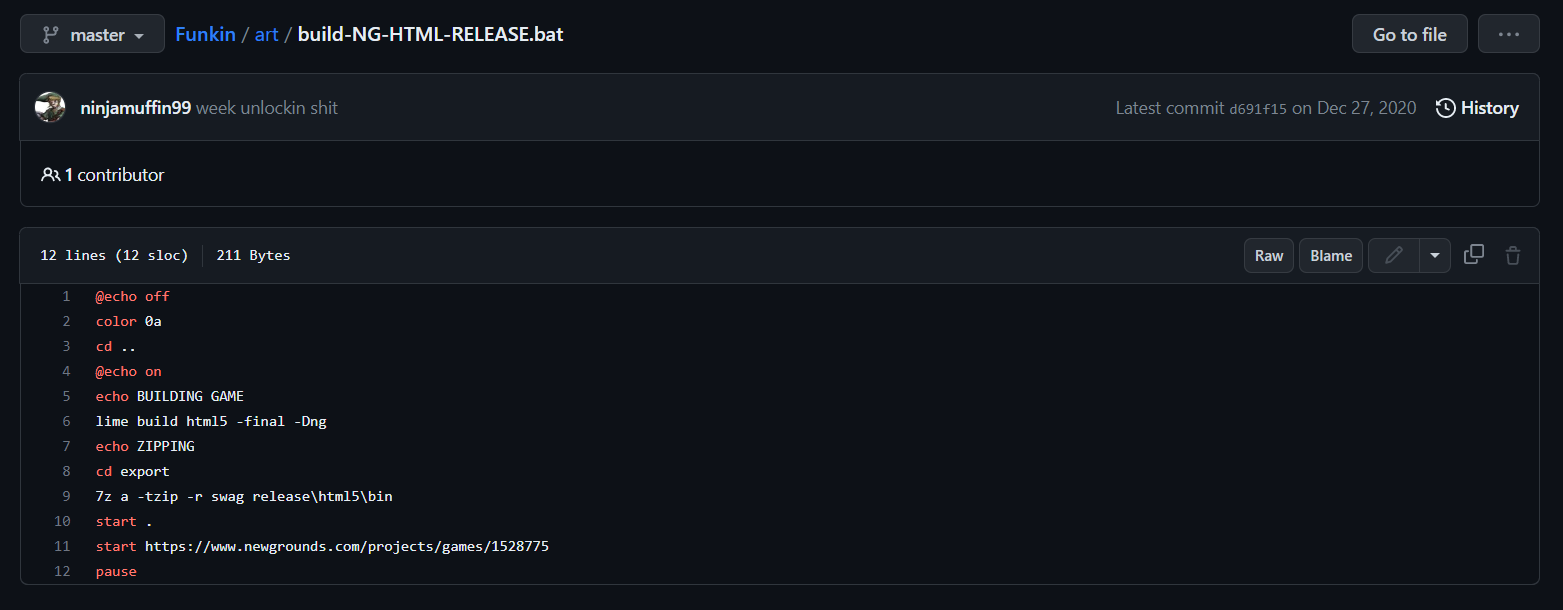 master Funkin / art / build-NG-HTML-RELEASE.bat Go to file ...
ninjamuffin99 week unlockin shit Latest commit d691f15 on Dec 27, 2020 History
1 contributor
12 lines (12 sloc) 211 Bytes Raw Blame
1 @echo off
2 color 0a
3 cd ..
4 @echo on
5 echo BUILDING GAME
6 lime build html5 -final -Dng
7 echo ZIPPING
8 cd export
9 7z a -tzip -r swag release\html5\bin
10 start .
11 start https://www.newgrounds.com/projects/games/1528775
12 pause